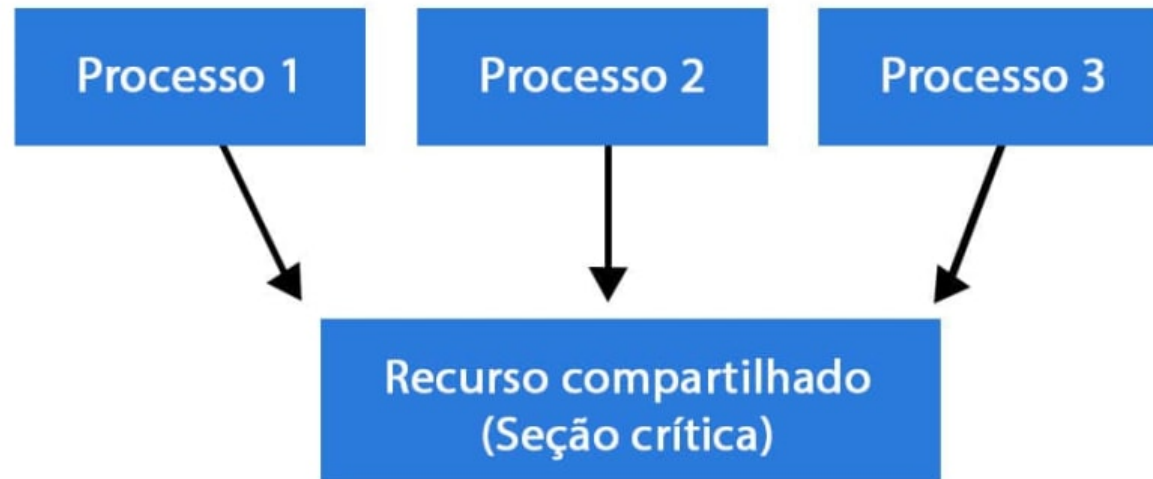 Processo 1
Processo 2
Processo 3
Recurso compartilhado
(Seção crítica)